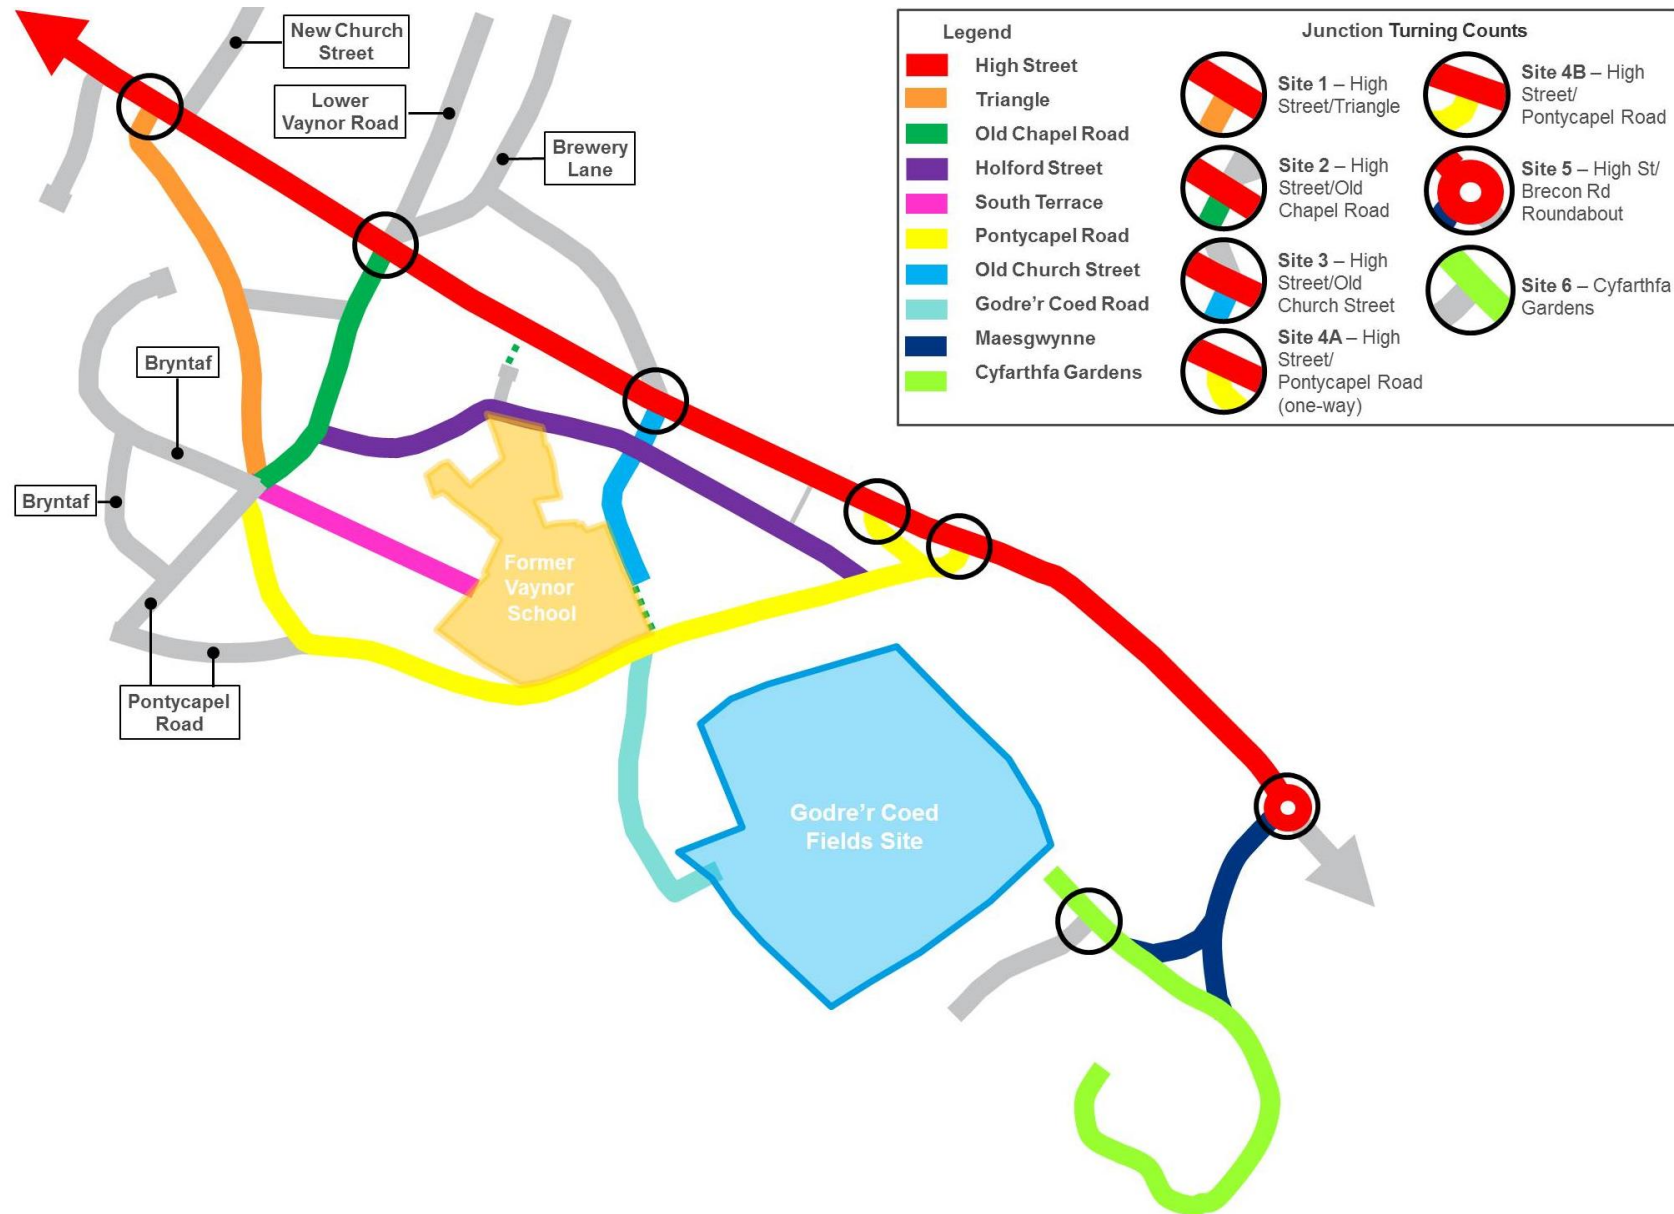 New Church
Street
Lower
Vaynor Road
Brewery
Lane
Bryntaf
Bryntaf
Pontycapel
Road
Former
Vaynor
School
Godre’r Coed
Fields Site
Legend
High Street
Triangle
Old Chapel Road
Holford Street
South Terrace
Pontycapel Road
Old Church Street
Godre’r Coed Road
Maesgwynne
Cyfarthfa Gardens
Junction Turning Counts
Site 1 – High
Street/Triangle
Site 2 – High
Street/Old
Chapel Road
Site 3 – High
Street/Old
Church Street
Site 4A – High
Street/
Pontycapel Road
(one-way)
Site 4B – High
Street/
Pontycapel Road
Site 5 – High St/
Brecon Rd
Roundabout
Site 6 – Cyfarthfa
Gardens